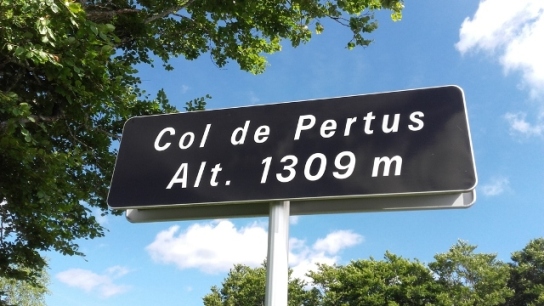 Col de Pertus
Alt. 1309 m